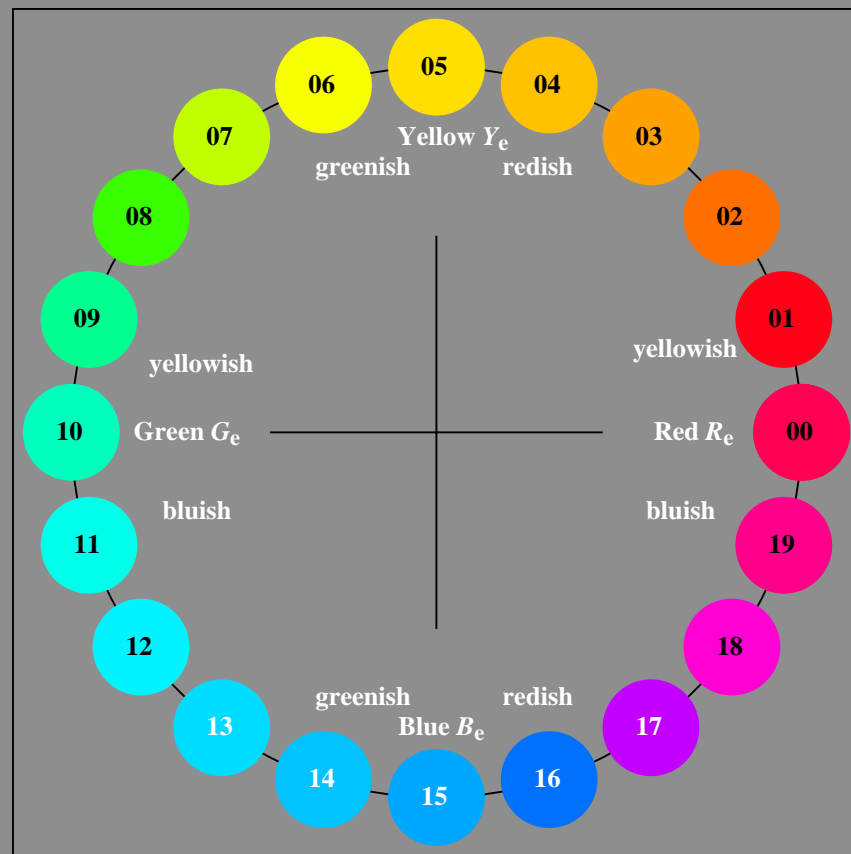 05
06
04
07
Yellow Ye
03
greenish
redish
08
02
09
01
yellowish
yellowish
10
Green Ge
Red Re
00
bluish
bluish
11
19
12
18
greenish
redish
13
Blue Be
17
14
16
15